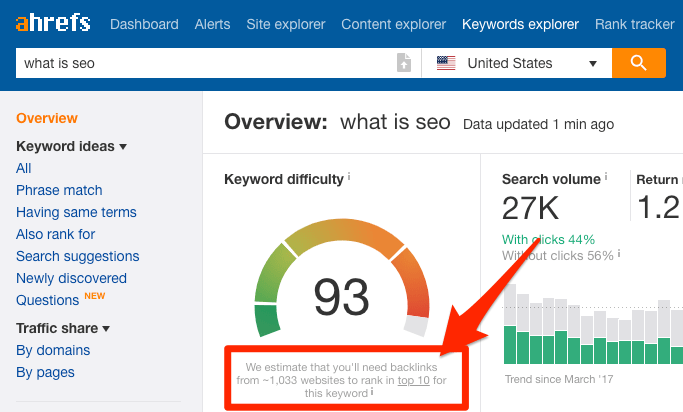 ahrefs Dashboard Alerts Site explorer Content explorer Keywords explorer Rank tracker
what is seo United States
Overview
Keyword ideas
All
Phrase match
Having same terms
Also rank for
Search suggestions
Newly discovered
Questions NEW
Traffic share
By domains
By pages
Overview: what is seo Data updated 1 min ago
Keyword difficulty i
93
We estimate that you'll need backlinks
from ~1,033 websites to rank in top 10 for
this keyword i
Search volume i
27K
With clicks 44%
Without clicks 56% i
Trend since March '17
Return
1.2